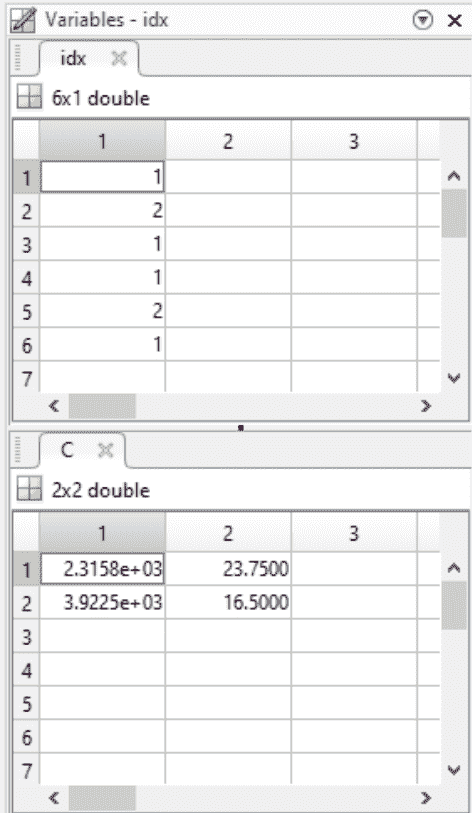 Variables - idx
idx
6x1 double
1 2 3
1 1
2 2
3 1
4 1
5 2
6 1
7
C
2x2 double
1 2 3
1 2.3158e+03 23.7500
2 3.9225e+03 16.5000
3
4
5
6
7